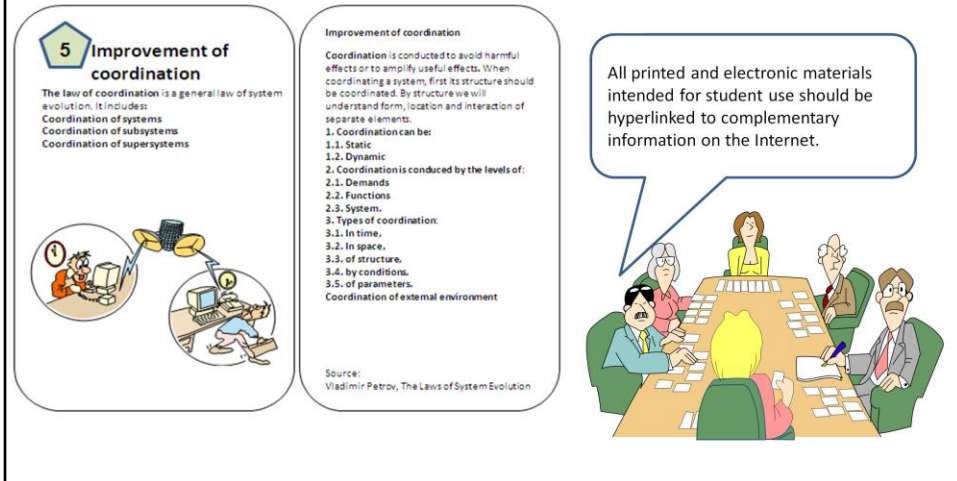 5
Improvement of
coordination
The law of coordination is a general law of system
evolution. It includes:
Coordination of systems
Coordination of subsystems
Coordination of supersystems
Improvement of coordination
Coordination is conducted to avoid harmful
effects or to amplify useful effects. When
coordinating a system, first its structure should
be coordinated. By structure we will
understand form, location and interaction of
separate elements.
1. Coordination can be:
1.1. Static
1.2. Dynamic
2. Coordination is conduced by the levels of:
2.1. Demands
2.2. Functions
2.3. System.
3. Types of coordination:
3.1. In time,
3.2. In space,
3.3. of structure,
3.4. by conditions,
3.5. of parameters.
Coordination of external environment
Source:
Vladimir Petrov, The Laws of System Evolution
All printed and electronic materials
intended for student use should be
hyperlinked to complementary
information on the Internet.